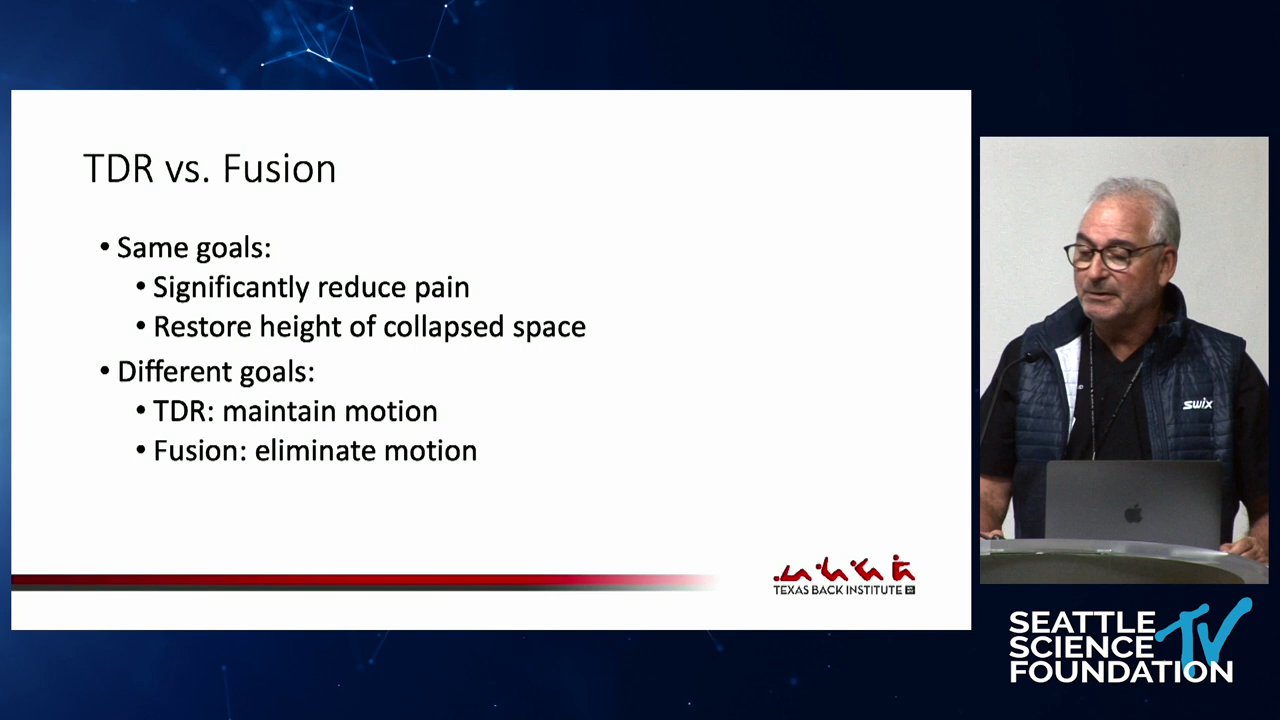 TDR vs. Fusion
• Same goals:
• Significantly reduce pain
• Restore height of collapsed space
• Different goals:
• TDR: maintain motion
• Fusion: eliminate motion
TEXAS BACK INSTITUTE
swix
SEATTLE
SCIENCE
FOUNDATION
TV